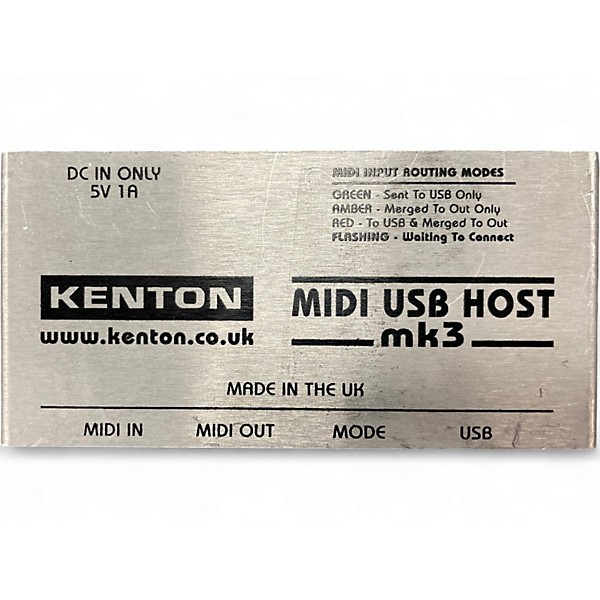 DC IN ONLY
5V 1A
MIDI INPUT ROUTING MODES
GREEN - Sent To USB Only
AMBER - Merged To Out Only
RED - To USB & Merged To Out
FLASHING - Waiting To Connect
KENTON
www.kenton.co.uk
MIDI USB HOST
mk3
MADE IN THE UK
MIDI IN MIDI OUT MODE USB